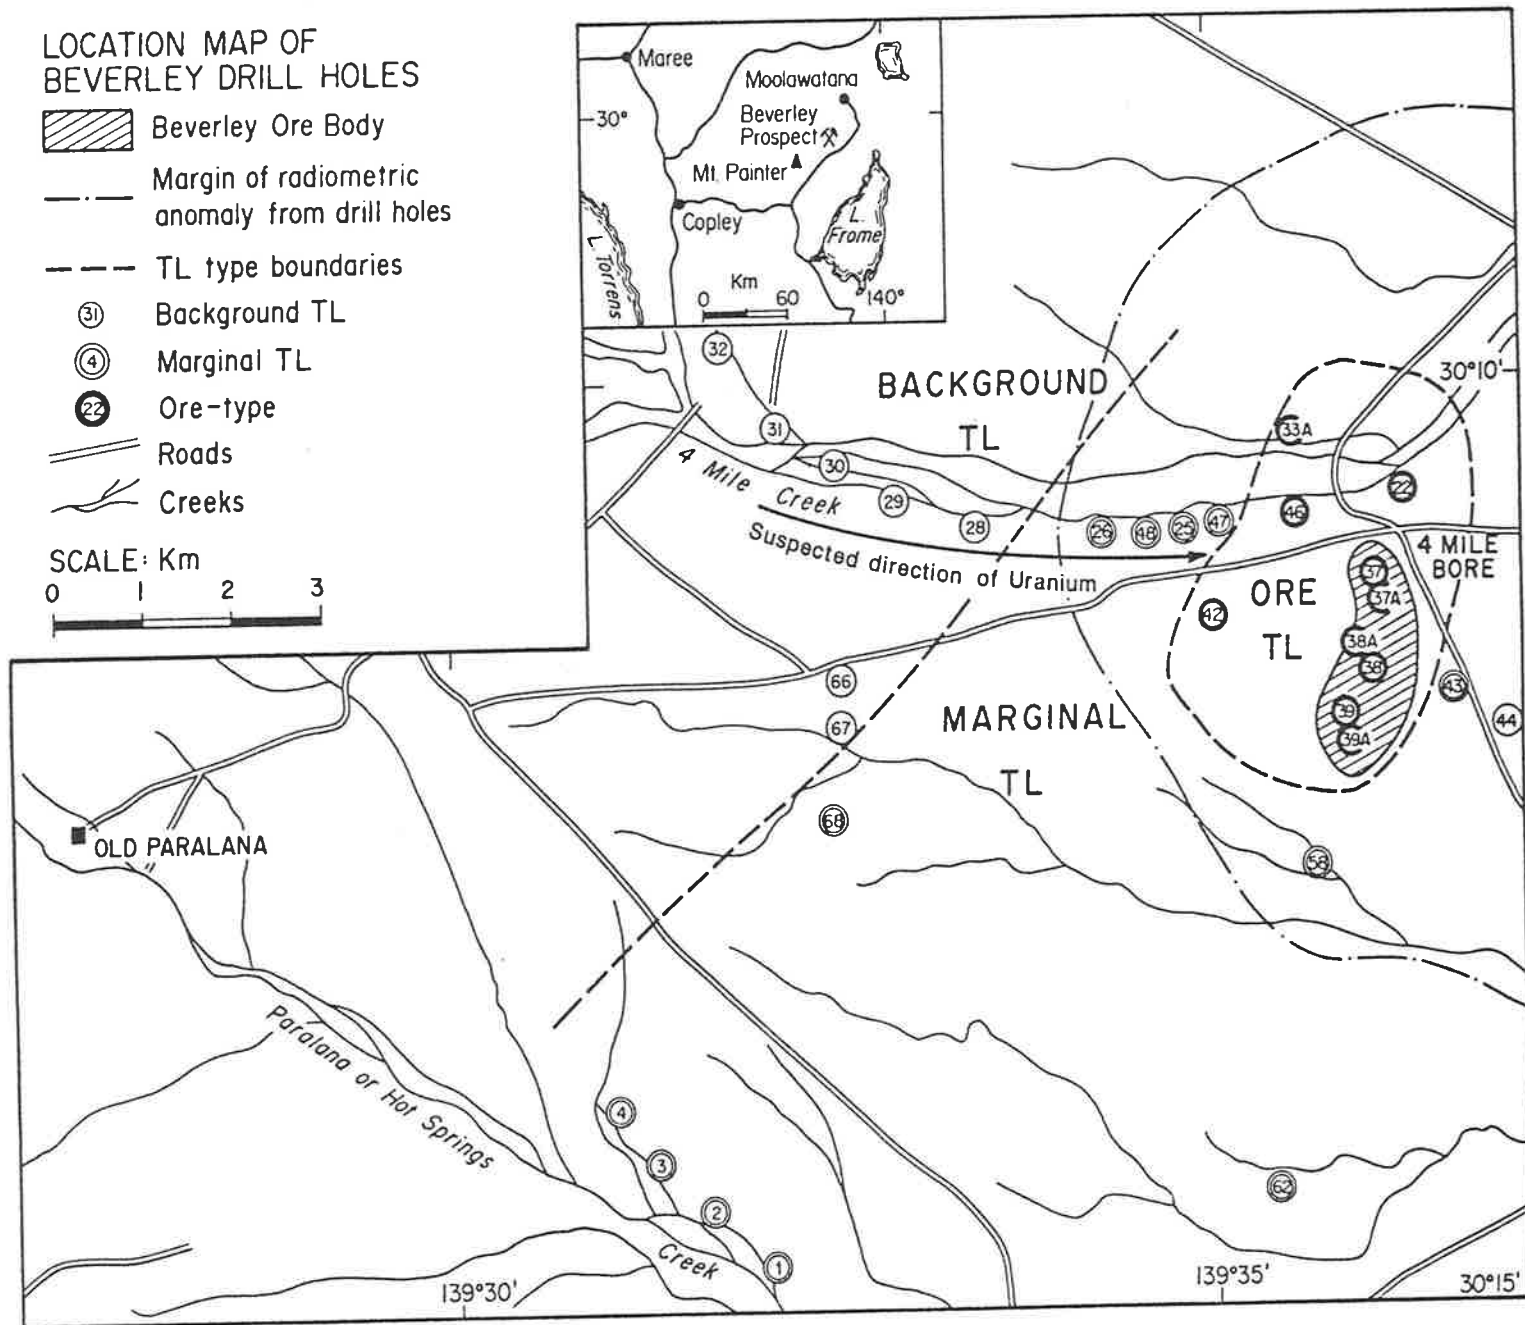 LOCATION MAP OF
BEVERLEY DRILL HOLES
Beverley Ore Body
Margin of radiometric
anomaly from drill holes
TL type boundaries
31 Background TL
4 Marginal TL
22 Ore-type
Roads
Creeks
SCALE: Km
0 1 2 3
Maree
Moolawatana
30°
Beverley
Prospect
Mt. Painter
Copley
L. Torrens
L.
Frome
Km
0 60
140°
32
BACKGROUND
TL
30°10'
31
33A
30
4 Mile Creek
29
28
26
48
25
47
46
22
Suspected direction of Uranium
4 MILE
BORE
37
37A
42
ORE
TL
38A
38
43
39
39A
44
66
67
MARGINAL
TL
68
58
OLD PARALANA
Paralana or Hot Springs
Creek
4
3
2
1
62
139°30'
139°35'
30°15'